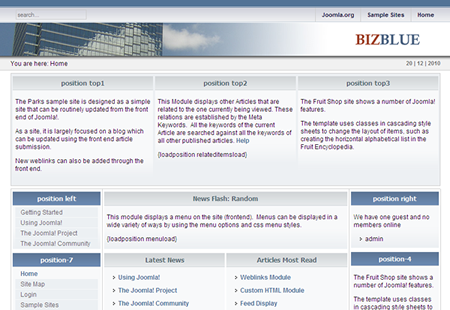 search...
Joomla.org
Sample Sites
Home
BIZBLUE
You are here: Home
20 | 12 | 2010
position top1
The Parks sample site is designed as a simple
site that can be routinely updated from the front
end of Joomla!.
As a site, it is largely focused on a blog which
can be updated using the front end article
submission.
New weblinks can also be added through the
front end.
position top2
This Module displays other Articles that are
related to the one currently being viewed. These
relations are established by the Meta
Keywords. All the keywords of the current
Article are searched against all the keywords of
all other published articles. Help
{loadposition relateditemsload}
position top3
The Fruit Shop site shows a number of Joomla!
features.
The template uses classes in cascading style
sheets to change the layout of items, such as
creating the horizontal alphabetical list in the
Fruit Encyclopedia.
position left
Getting Started
Using Joomla!
The Joomla! Project
The Joomla! Community
position-7
Home
Site Map
Login
Sample Sites
News Flash: Random
This module displays a menu on the site (frontend). Menus can be displayed in a
wide variety of ways by using the menu options and css menu styles.
{loadposition menuload}
Latest News
Using Joomla!
The Joomla! Project
The Joomla! Community
Articles Most Read
Weblinks Module
Custom HTML Module
Feed Display
position right
We have one guest and no
members online
admin
position-4
The Fruit Shop site shows a
number of Joomla! features.
The template uses classes in
cascading style sheets to